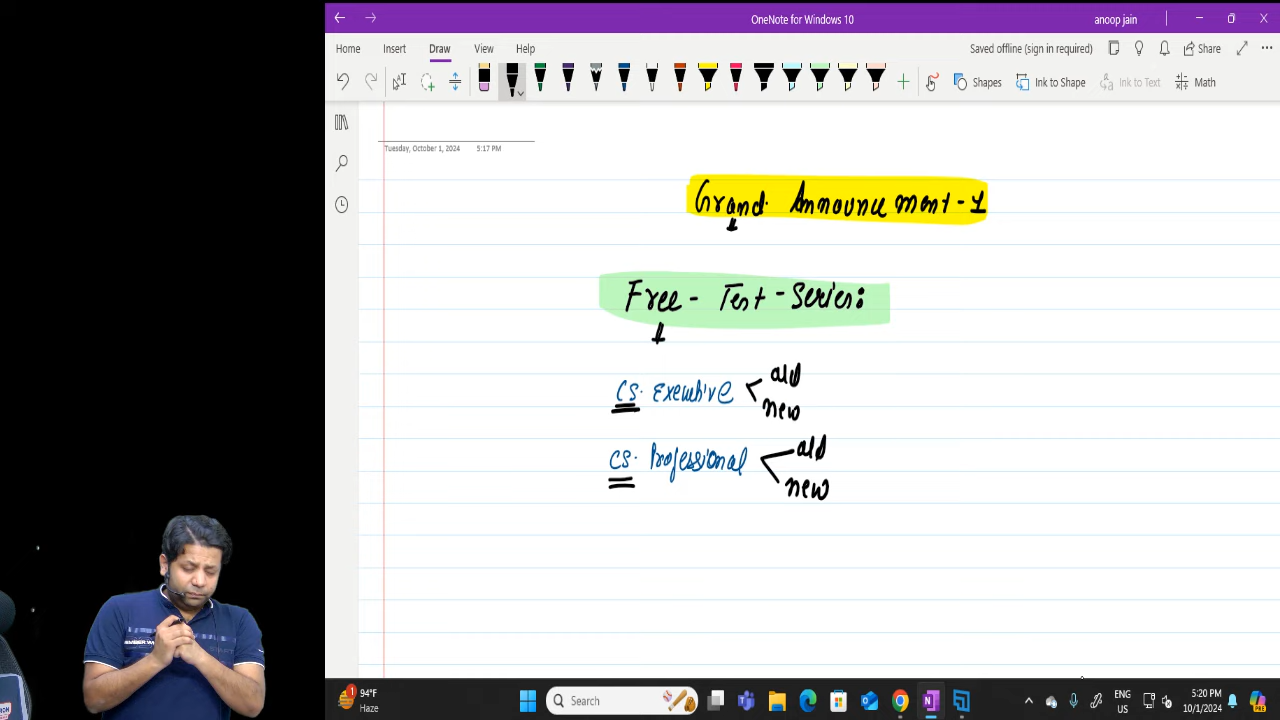 OneNote for Windows 10
anoop jain
Home Insert Draw View Help
Saved offline (sign in required)
Share
Shapes
Ink to Shape
Ink to Text
Math
Tuesday, October 1, 2024 5:17 PM
Grand Announcement-1
Free - Test - Series:
CS. Executive
old
new
CS. Professional
old
new
1
94°F
Haze
Search
ENG
US
5:20 PM
10/1/2024